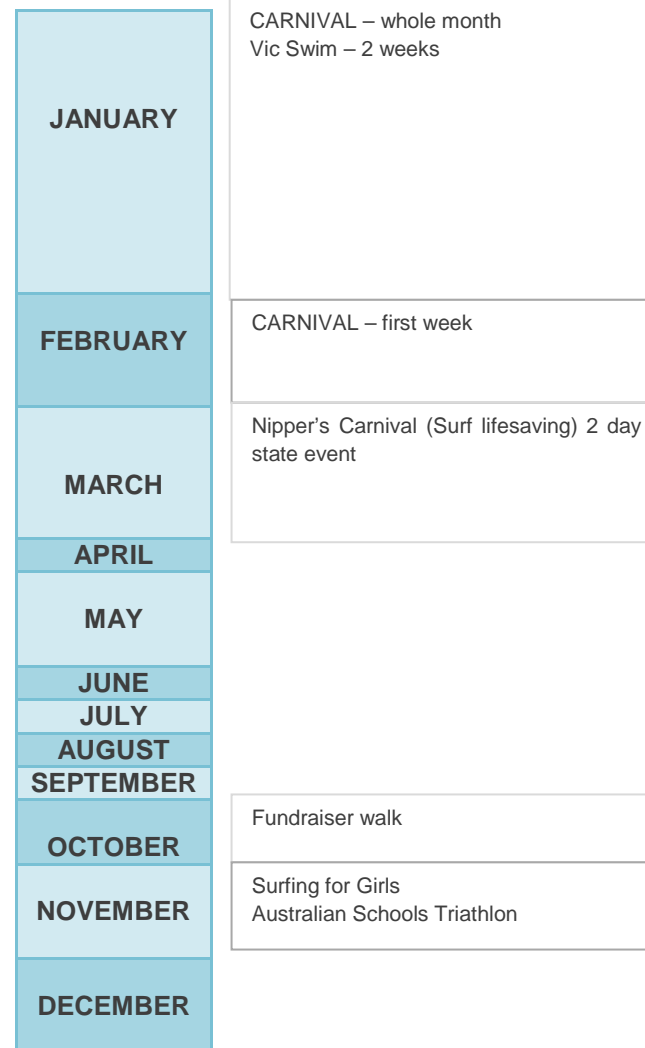 JANUARY
CARNIVAL – whole month
Vic Swim – 2 weeks
FEBRUARY
CARNIVAL – first week
MARCH
Nipper's Carnival (Surf lifesaving) 2 day
state event
APRIL
MAY
JUNE
JULY
AUGUST
SEPTEMBER
OCTOBER
Fundraiser walk
NOVEMBER
Surfing for Girls
Australian Schools Triathlon
DECEMBER